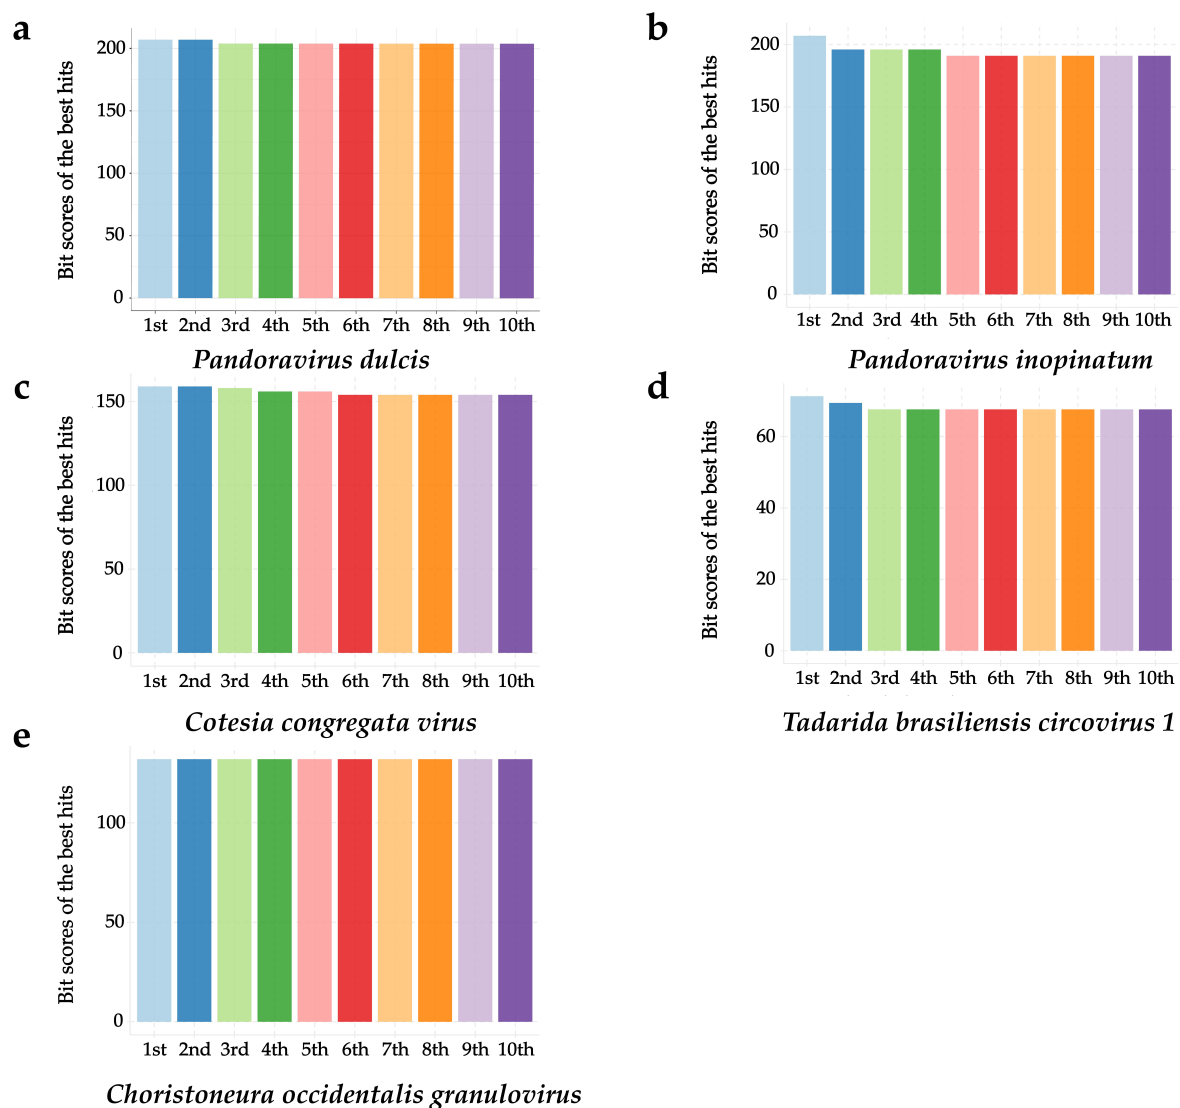 a
Bit scores of the best hits
200
150
100
50
0
1st 2nd 3rd 4th 5th 6th 7th 8th 9th 10th
Pandoravirus dulcis
b
Bit scores of the best hits
200
150
100
50
0
1st 2nd 3rd 4th 5th 6th 7th 8th 9th 10th
Pandoravirus inopinatum
c
Bit scores of the best hits
150
100
50
0
1st 2nd 3rd 4th 5th 6th 7th 8th 9th 10th
Cotesia congregata virus
d
Bit scores of the best hits
60
40
20
0
1st 2nd 3rd 4th 5th 6th 7th 8th 9th 10th
Tadarida brasiliensis circovirus 1
e
Bit scores of the best hits
100
50
0
1st 2nd 3rd 4th 5th 6th 7th 8th 9th 10th
Choristoneura occidentalis granulovirus